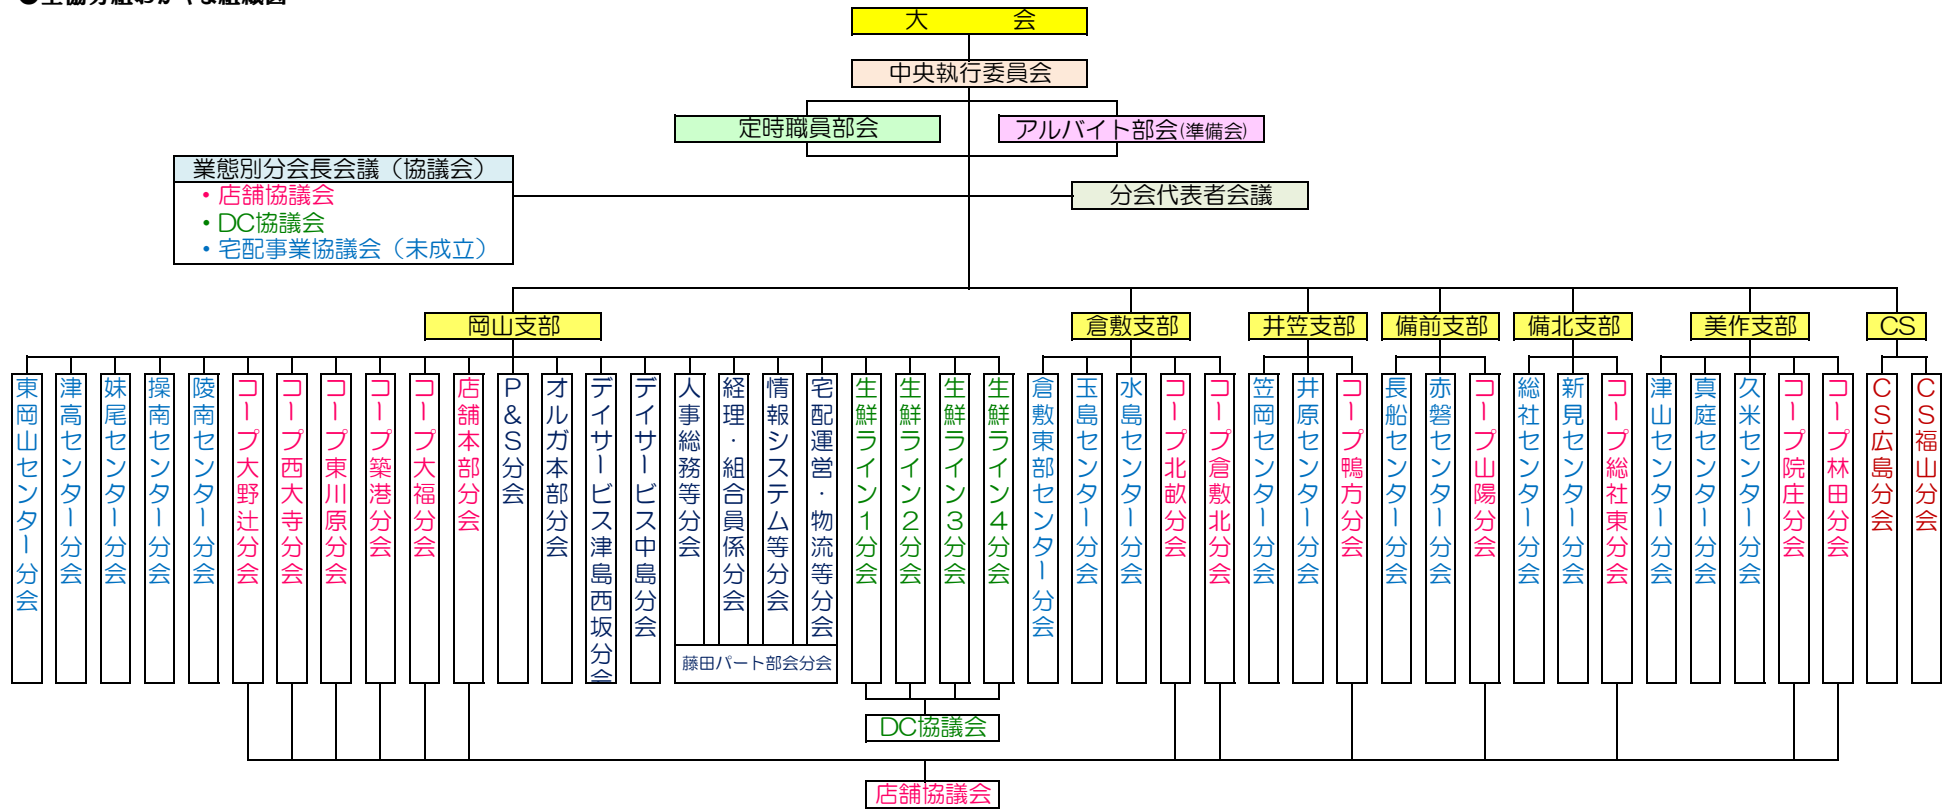 大 会
中央執行委員会
定時職員部会
アルバイト部会(準備会)
業態別分会長会議（協議会）
・店舗協議会
・DC協議会
・宅配事業協議会（未成立）
分会代表者会議
岡山支部
倉敷支部
井笠支部
備前支部
備北支部
美作支部
CS
東岡山センター分会
津高センター分会
妹尾センター分会
操南センター分会
陵南センター分会
コープ大野辻分会
コープ西大寺分会
コープ東川原分会
コープ築港分会
コープ大福分会
店舗本部分会
P&S分会
オルガ本部分会
デイサービス津島西坂分会
デイサービス中島分会
人事総務等分会
経理・組合員係分会
情報システム等分会
宅配運営・物流等分会
藤田パート部会分会
生鮮ライン1分会
生鮮ライン2分会
生鮮ライン3分会
生鮮ライン4分会
倉敷東部センター分会
玉島センター分会
水島センター分会
コープ北畝分会
コープ倉敷北分会
笠岡センター分会
井原センター分会
コープ鴨方分会
長船センター分会
赤磐センター分会
コープ山陽分会
総社センター分会
新見センター分会
コープ総社東分会
津山センター分会
真庭センター分会
久米センター分会
コープ院庄分会
コープ林田分会
CS広島分会
CS福山分会
DC協議会
店舗協議会